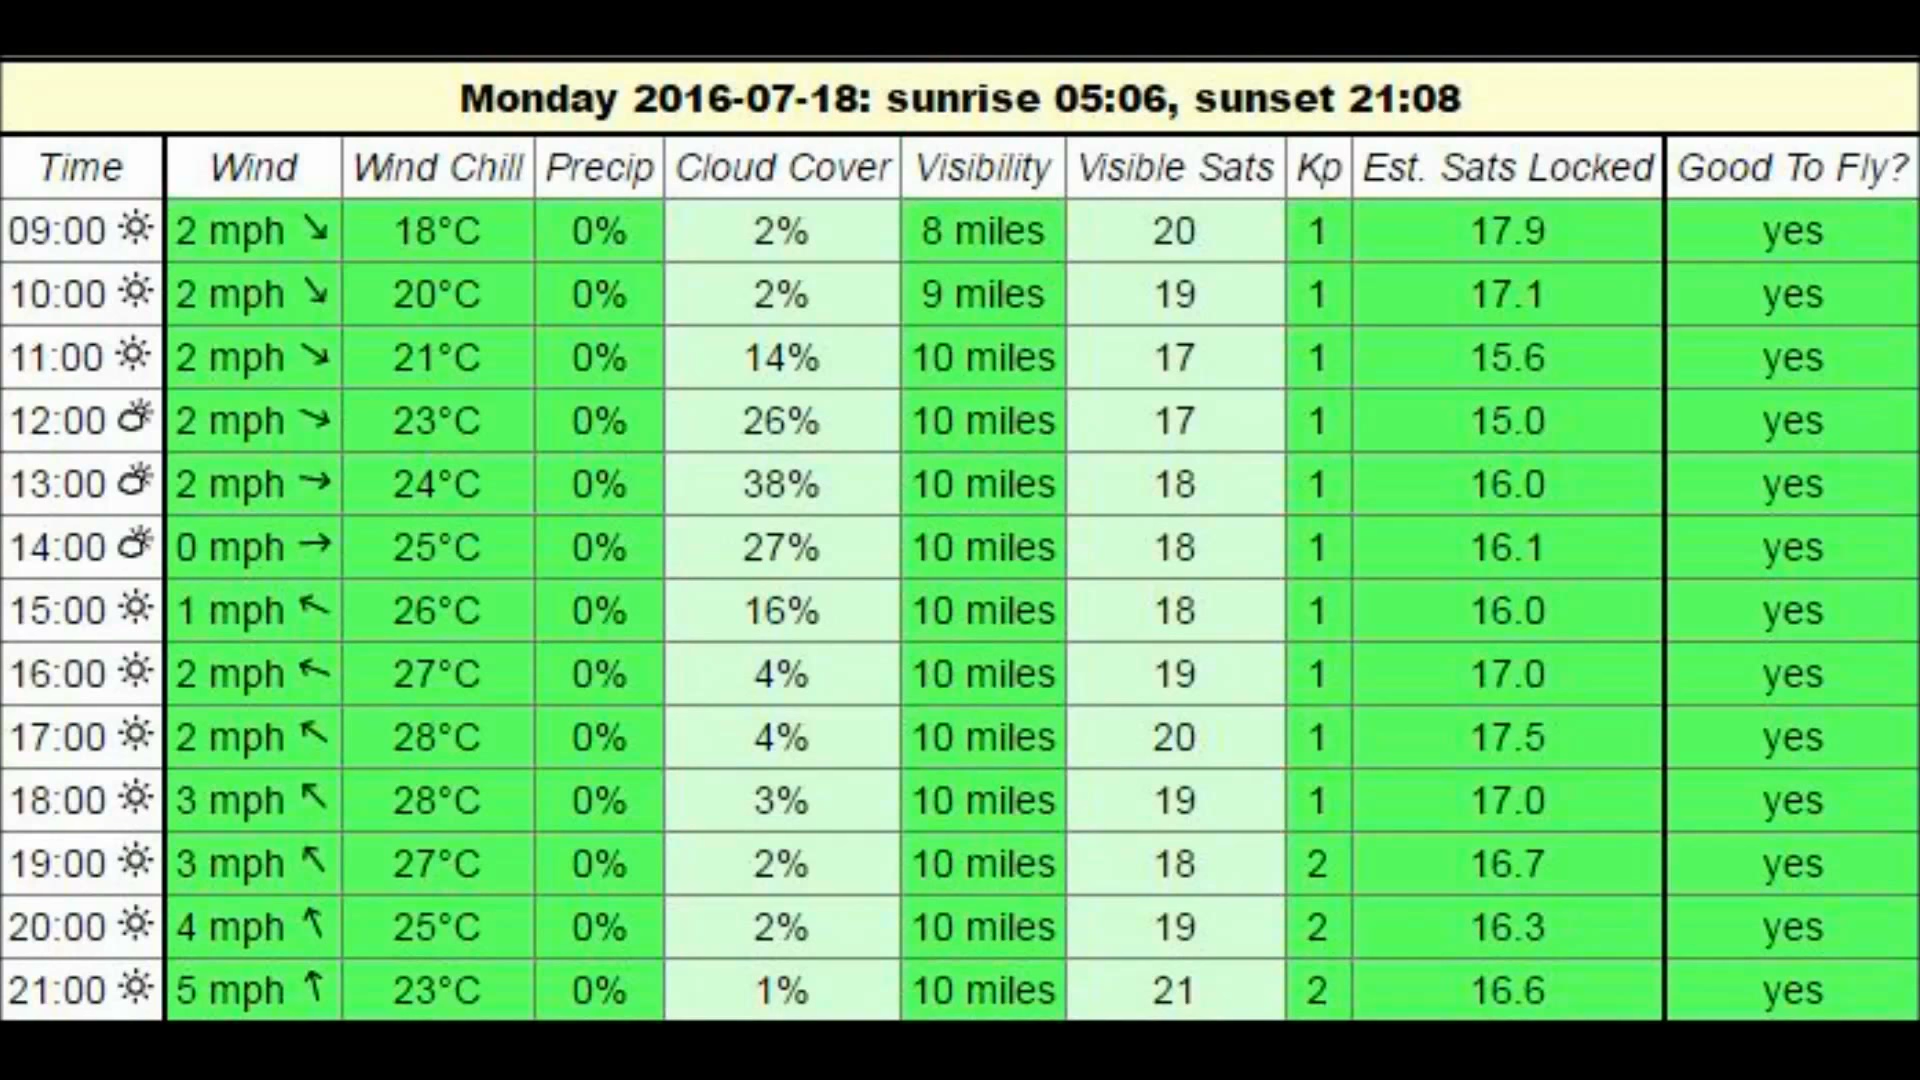 Monday 2016-07-18: sunrise 05:06, sunset 21:08
Time Wind Wind Chill Precip Cloud Cover Visibility Visible Sats Kp Est. Sats Locked Good To Fly?
09:00 2 mph 18°C 0% 2% 8 miles 20 1 17.9 yes
10:00 2 mph 20°C 0% 2% 9 miles 19 1 17.1 yes
11:00 2 mph 21°C 0% 14% 10 miles 17 1 15.6 yes
12:00 2 mph 23°C 0% 26% 10 miles 17 1 15.0 yes
13:00 2 mph 24°C 0% 38% 10 miles 18 1 16.0 yes
14:00 0 mph 25°C 0% 27% 10 miles 18 1 16.1 yes
15:00 1 mph 26°C 0% 16% 10 miles 18 1 16.0 yes
16:00 2 mph 27°C 0% 4% 10 miles 19 1 17.0 yes
17:00 2 mph 28°C 0% 4% 10 miles 20 1 17.5 yes
18:00 3 mph 28°C 0% 3% 10 miles 19 1 17.0 yes
19:00 3 mph 27°C 0% 2% 10 miles 18 2 16.7 yes
20:00 4 mph 25°C 0% 2% 10 miles 19 2 16.3 yes
21:00 5 mph 23°C 0% 1% 10 miles 21 2 16.6 yes